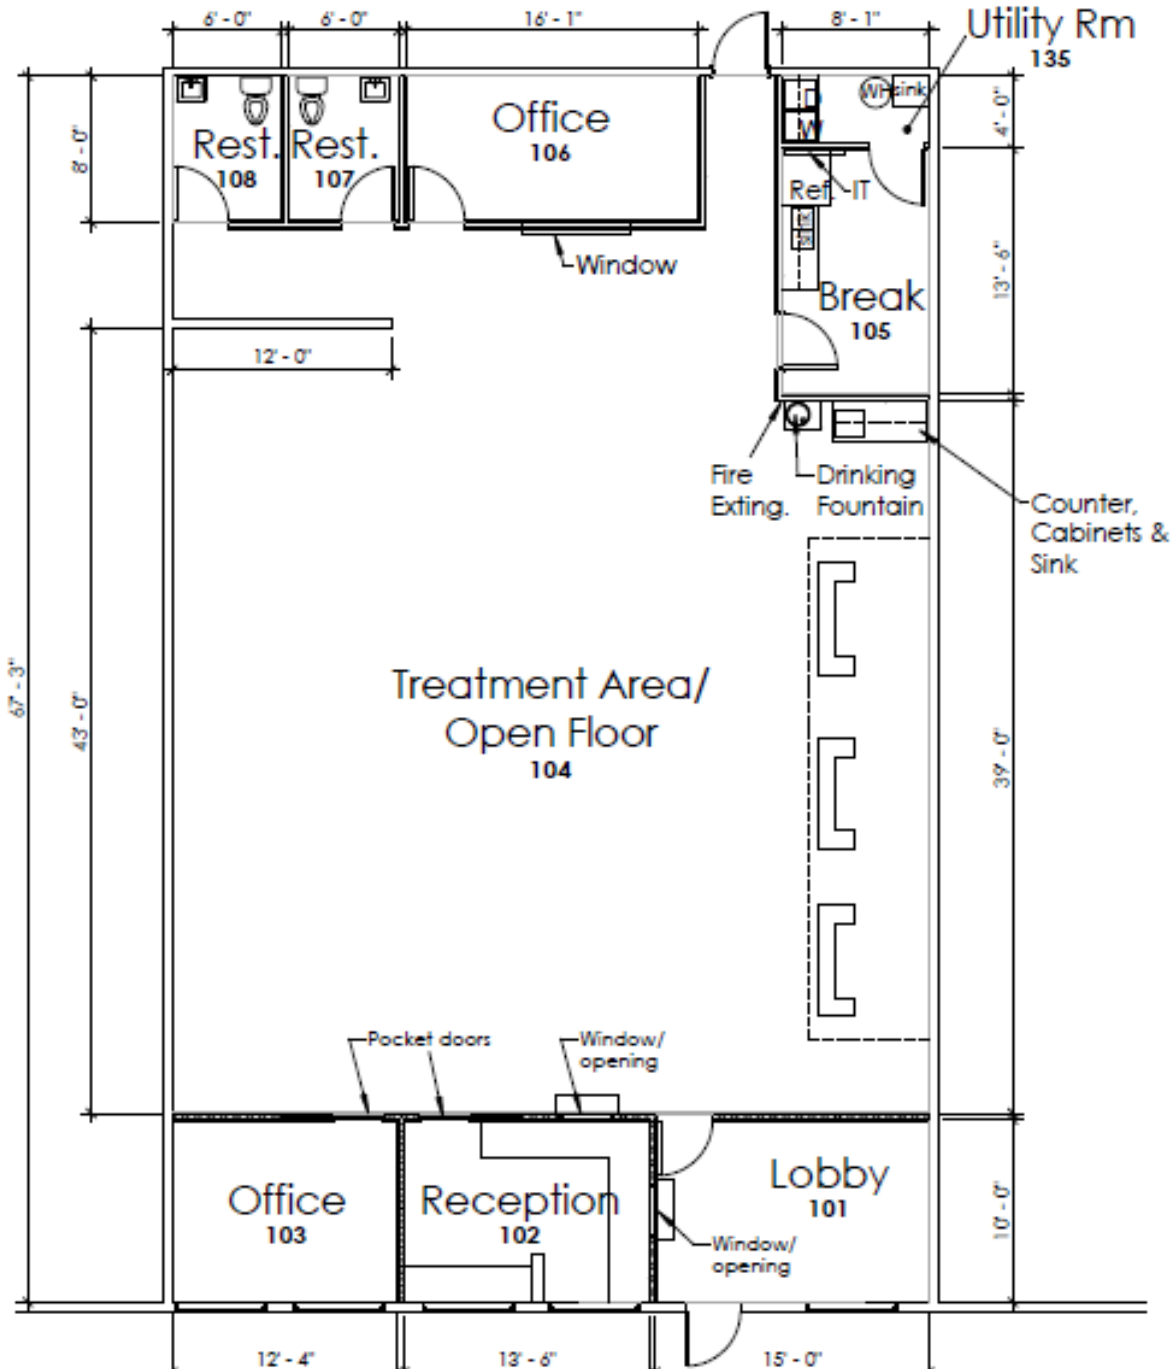 6' - 0"
6' - 0"
16' - 1"
8' - 1"
Utility Rm
135
8' - 0"
4' - 0"
Rest.
108
Rest.
107
Office
106
D
W
WH
sink
Ref.
IT
Window
Break
105
13' - 6"
12' - 0"
Fire
Exting.
Drinking
Fountain
Counter,
Cabinets &
Sink
67' - 3"
43' - 0"
Treatment Area/
Open Floor
104
39' - 0"
Pocket doors
Window/
opening
Office
103
Reception
102
Lobby
101
Window/
opening
10' - 0"
12' - 4"
13' - 6"
15' - 0"